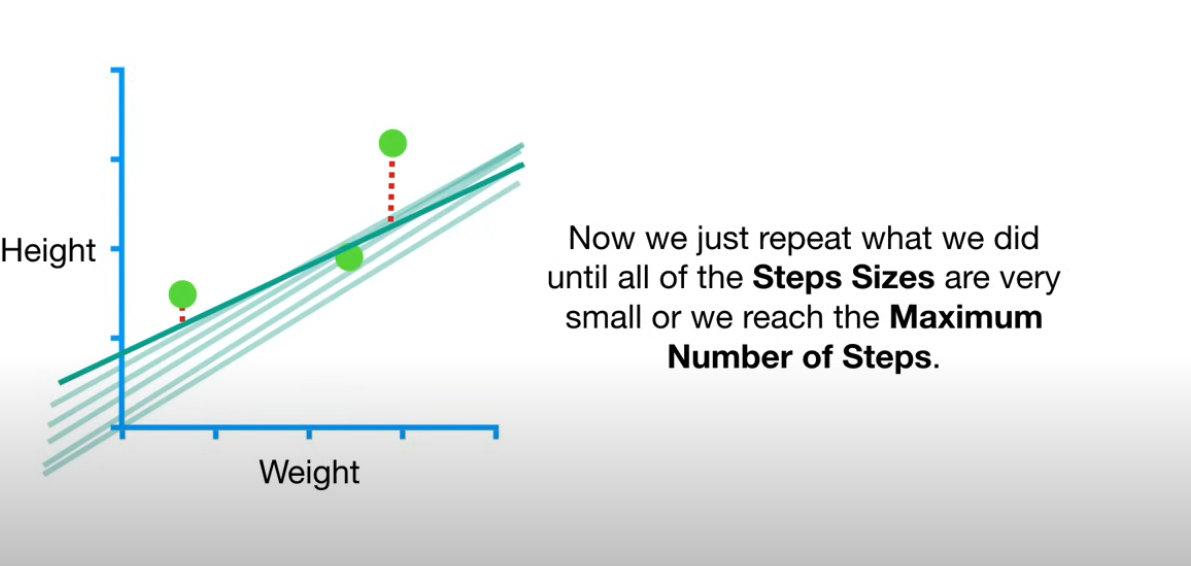 Height
Weight
Now we just repeat what we did
until all of the Steps Sizes are very
small or we reach the Maximum
Number of Steps.